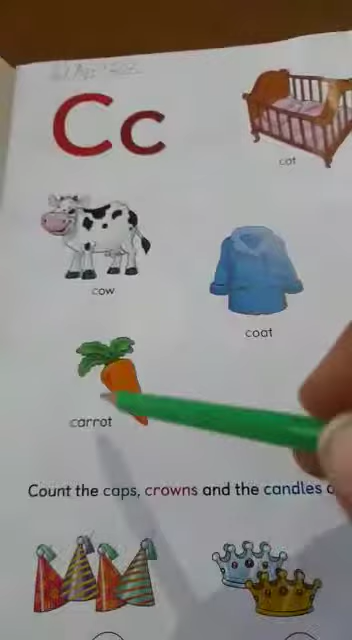 Cc
cot
cow
coat
carrot
Count the caps, crowns and the candles